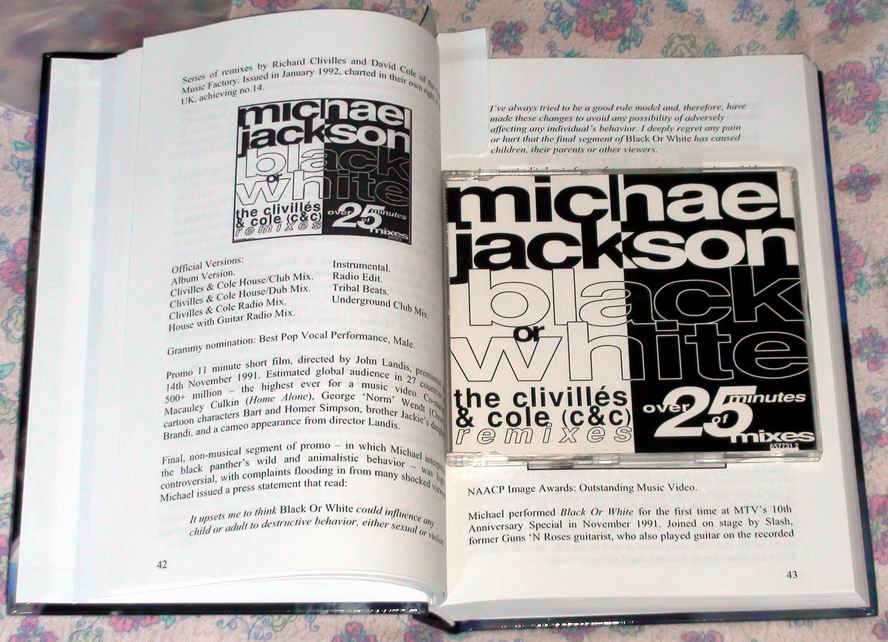 Series of remixes by Richard Clivilles and David Cole of the
Music Factory. Issued in January 1992, charted in their own right
UK, achieving no.14.
michael
jackson
black
or
white
the clivillés
& cole (c&c)
remixes
over 25 minutes
of
mixes
Official Versions:
Album Version.
Clivilles & Cole House/Club Mix.
Clivilles & Cole House/Dub Mix.
Clivilles & Cole Radio Mix.
House with Guitar Radio Mix.
Instrumental.
Radio Edit.
Tribal Beats.
Underground Club Mix.
Grammy nomination: Best Pop Vocal Performance, Male.
Promo 11 minute short film, directed by John Landis,
14th November 1991. Estimated global audience in 27
500+ million – the highest ever for a music video.
Macauley Culkin (Home Alone), George ‘Norm’ Wendt
cartoon characters Bart and Homer Simpson, brother Jackie’s
Brandi, and a cameo appearance from director Landis.
Final, non-musical segment of promo – in which Michael
the black panther’s wild and animalistic behavior – was
controversial, with complaints flooding in from many shocked
Michael issued a press statement that read:
It upsets me to think Black Or White could influence any
child or adult to destructive behavior, either sexual or
42
I’ve always tried to be a good role model and, therefore, have
made these changes to avoid any possibility of adversely
affecting any individual’s behavior. I deeply regret any pain
or hurt that the final segment of Black Or White has caused
children, their parents or other viewers.
michael
jackson
black
or
white
the clivillés
& cole (c&c)
remixes
over 25 minutes
of
mixes
657731 2
NAACP Image Awards: Outstanding Music Video.
Michael performed Black Or White for the first time at MTV’s 10th
Anniversary Special in November 1991. Joined on stage by Slash,
former Guns ‘N Roses guitarist, who also played guitar on the recorded
43